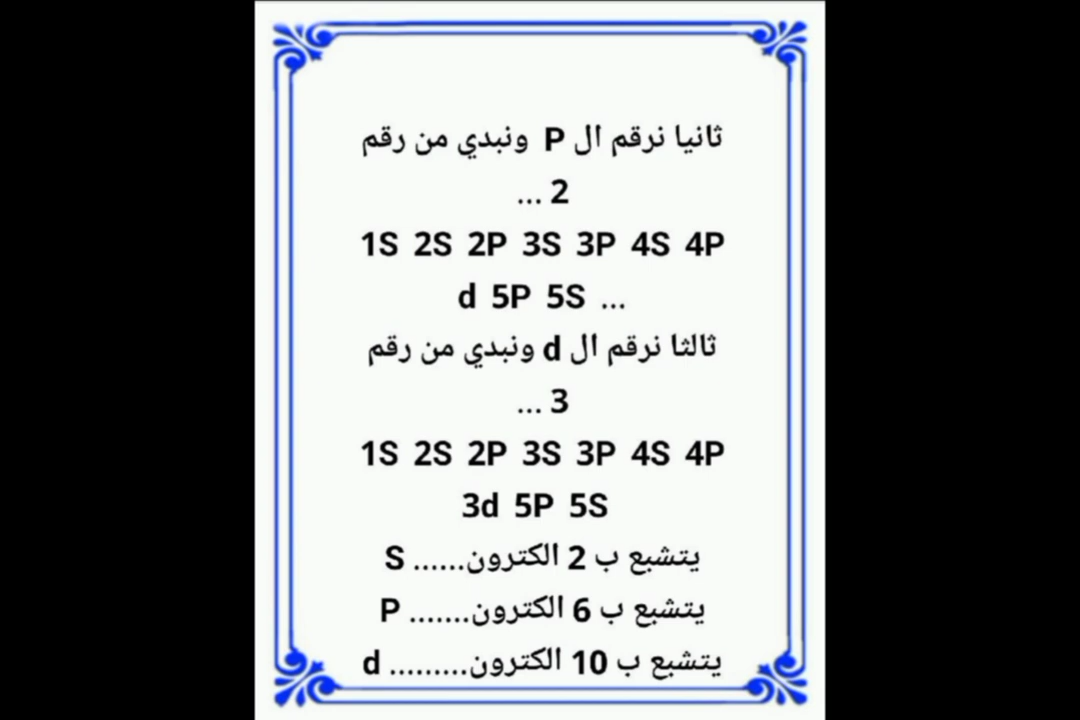 ثانيا نرقم ال P ونبدي من رقم
2 ...
1S 2S 2P 3S 3P 4S 4P
d 5P 5S ...
ثالثا نرقم ال d ونبدي من رقم
3 ...
1S 2S 2P 3S 3P 4S 4P
3d 5P 5S
يتشبع ب 2 الكترون...... S
يتشبع ب 6 الكترون....... P
يتشبع ب 10 الكترون......... d